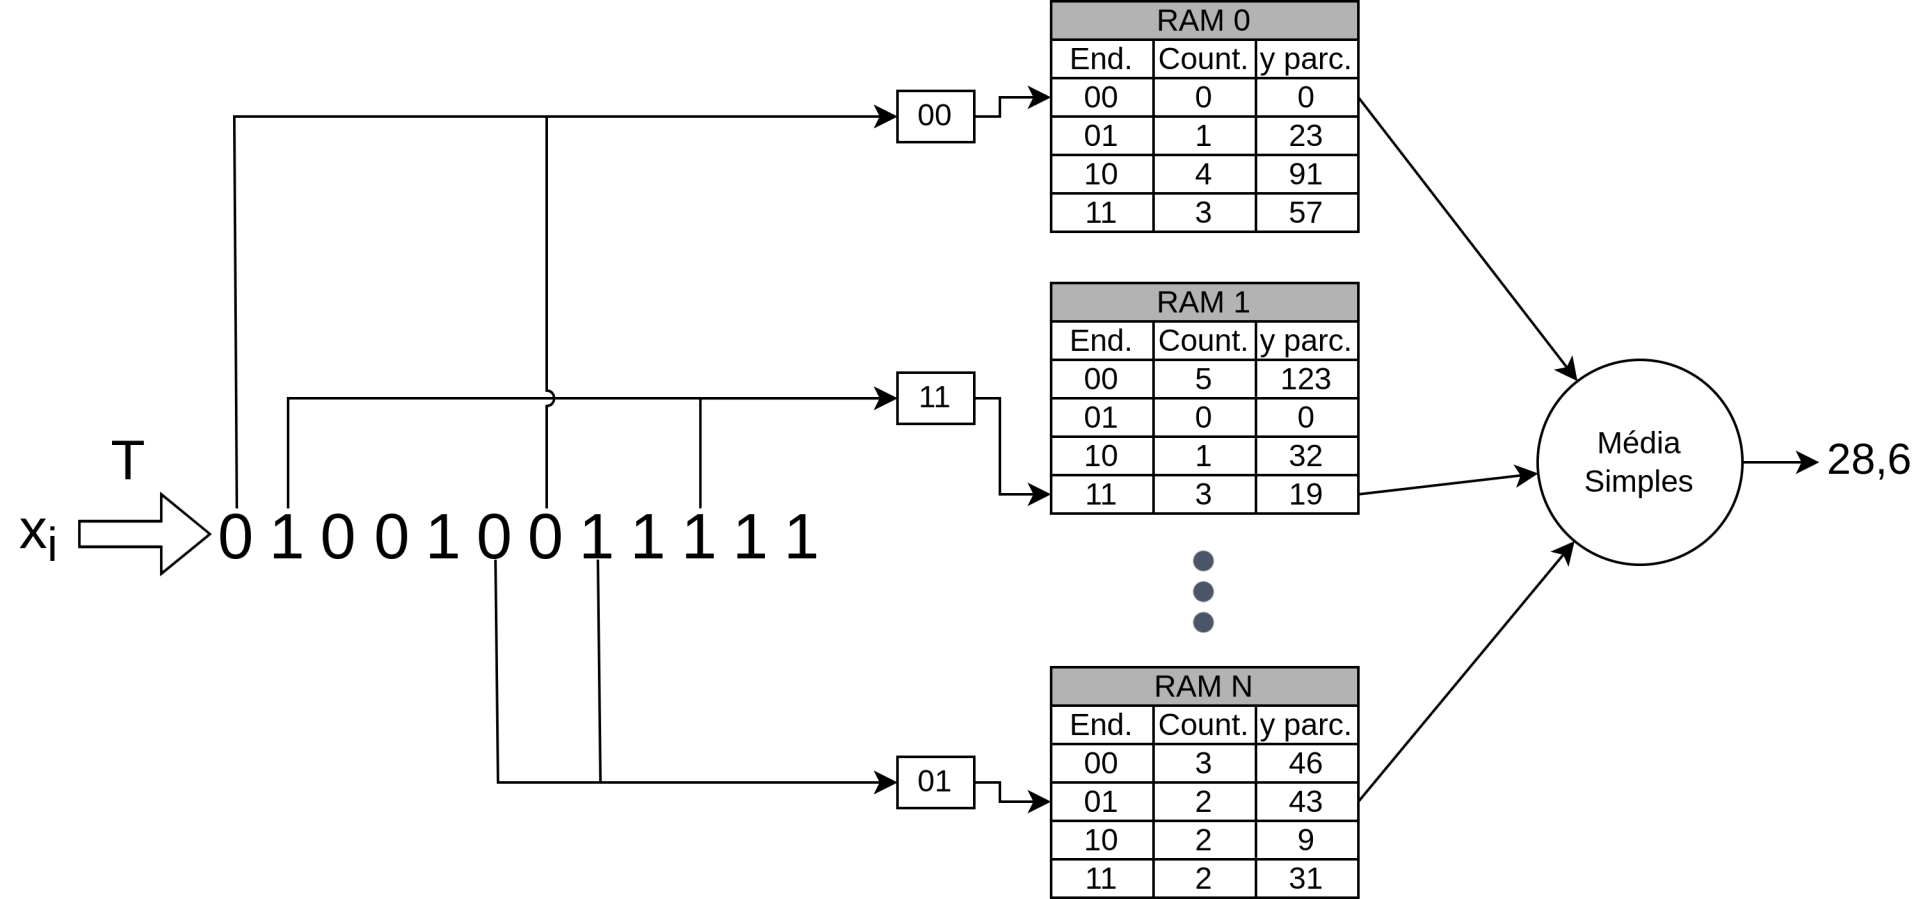 T
xi
0 1 0 0 1 0 0 1 1 1 1 1
00
11
01
RAM 0
End. Count. y parc.
00 0 0
01 1 23
10 4 91
11 3 57
RAM 1
End. Count. y parc.
00 5 123
01 0 0
10 1 32
11 3 19
RAM N
End. Count. y parc.
00 3 46
01 2 43
10 2 9
11 2 31
Média
Simples
28,6